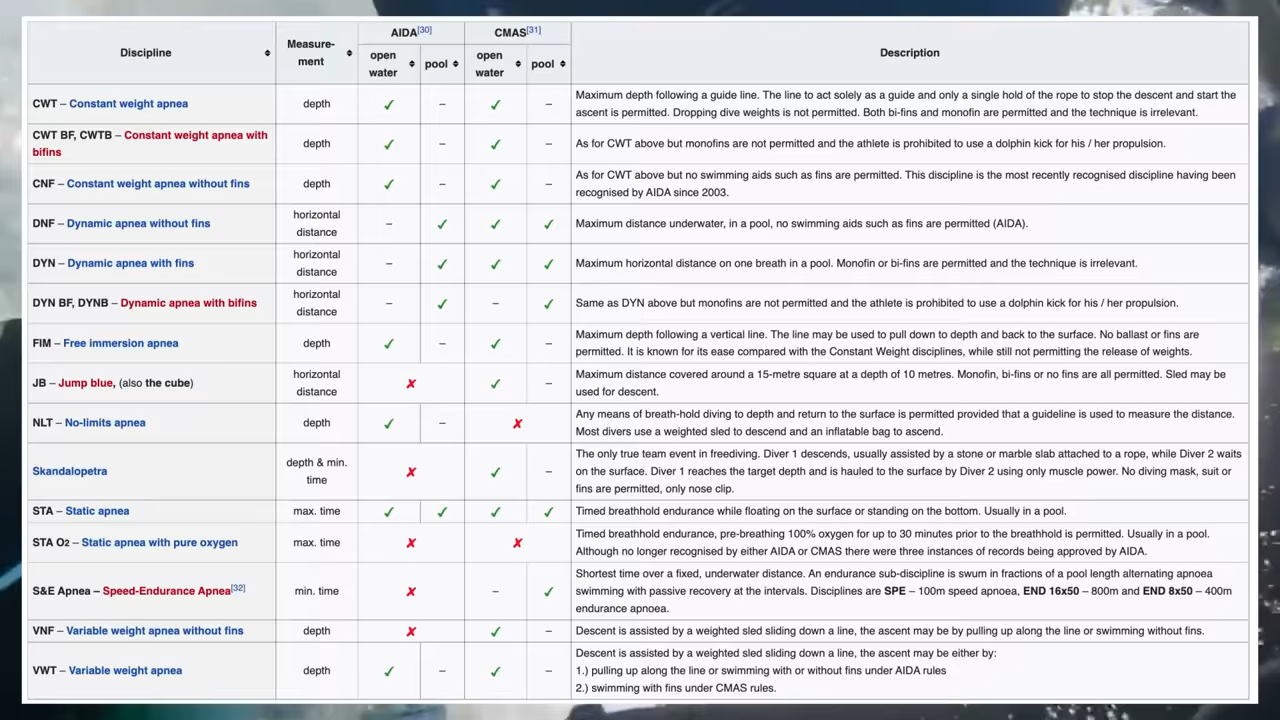 Discipline
Measure-
ment
AIDA[30]
CMAS[31]
open
water
pool
open
water
pool
Description
CWT – Constant weight apnea
depth
✓
–
✓
–
Maximum depth following a guide line. The line to act solely as a guide and only a single hold of the rope to stop the descent and start the
ascent is permitted. Dropping dive weights is not permitted. Both bi-fins and monofin are permitted and the technique is irrelevant.
CWT BF, CWTB – Constant weight apnea with
bifins
depth
✓
–
✓
–
As for CWT above but monofins are not permitted and the athlete is prohibited to use a dolphin kick for his / her propulsion.
CNF – Constant weight apnea without fins
depth
✓
–
✓
–
As for CWT above but no swimming aids such as fins are permitted. This discipline is the most recently recognised discipline having been
recognised by AIDA since 2003.
DNF – Dynamic apnea without fins
horizontal
distance
–
✓
✓
✓
Maximum distance underwater, in a pool, no swimming aids such as fins are permitted (AIDA).
DYN – Dynamic apnea with fins
horizontal
distance
–
✓
✓
✓
Maximum horizontal distance on one breath in a pool. Monofin or bi-fins are permitted and the technique is irrelevant.
DYN BF, DYNB – Dynamic apnea with bifins
horizontal
distance
–
✓
–
✓
Same as DYN above but monofins are not permitted and the athlete is prohibited to use a dolphin kick for his / her propulsion.
FIM – Free immersion apnea
depth
✓
–
✓
–
Maximum depth following a vertical line. The line may be used to pull down to depth and back to the surface. No ballast or fins are
permitted. It is known for its ease compared with the Constant Weight disciplines, while still not permitting the release of weights.
JB – Jump blue, (also the cube)
horizontal
distance
✗
✓
–
Maximum distance covered around a 15-metre square at a depth of 10 metres. Monofin, bi-fins or no fins are all permitted. Sled may be
used for descent.
NLT – No-limits apnea
depth
✓
–
✗
Any means of breath-hold diving to depth and return to the surface is permitted provided that a guideline is used to measure the distance.
Most divers use a weighted sled to descend and an inflatable bag to ascend.
Skandalopetra
depth & min.
time
✗
✓
–
The only true team event in freediving. Diver 1 descends, usually assisted by a stone or marble slab attached to a rope, while Diver 2 waits
on the surface. Diver 1 reaches the target depth and is hauled to the surface by Diver 2 using only muscle power. No diving mask, suit or
fins are permitted, only nose clip.
STA – Static apnea
max. time
✓
✓
✓
✓
Timed breathhold endurance while floating on the surface or standing on the bottom. Usually in a pool.
STA O2 – Static apnea with pure oxygen
max. time
✗
✗
Timed breathhold endurance, pre-breathing 100% oxygen for up to 30 minutes prior to the breathhold is permitted. Usually in a pool.
Although no longer recognised by either AIDA or CMAS there were three instances of records being approved by AIDA.
S&E Apnea – Speed-Endurance Apnea[32]
min. time
✗
–
✓
Shortest time over a fixed, underwater distance. An endurance sub-discipline is swum in fractions of a pool length alternating apnoea
swimming with passive recovery at the intervals. Disciplines are SPE – 100m speed apnoea, END 16x50 – 800m and END 8x50 – 400m
endurance apnoea.
VNF – Variable weight apnea without fins
depth
✗
✓
–
Descent is assisted by a weighted sled sliding down a line, the ascent may be by pulling up along the line or swimming without fins.
VWT – Variable weight apnea
depth
✓
–
✓
–
Descent is assisted by a weighted sled sliding down a line, the ascent may be either by:
1.) pulling up along the line or swimming with or without fins under AIDA rules
2.) swimming with fins under CMAS rules.